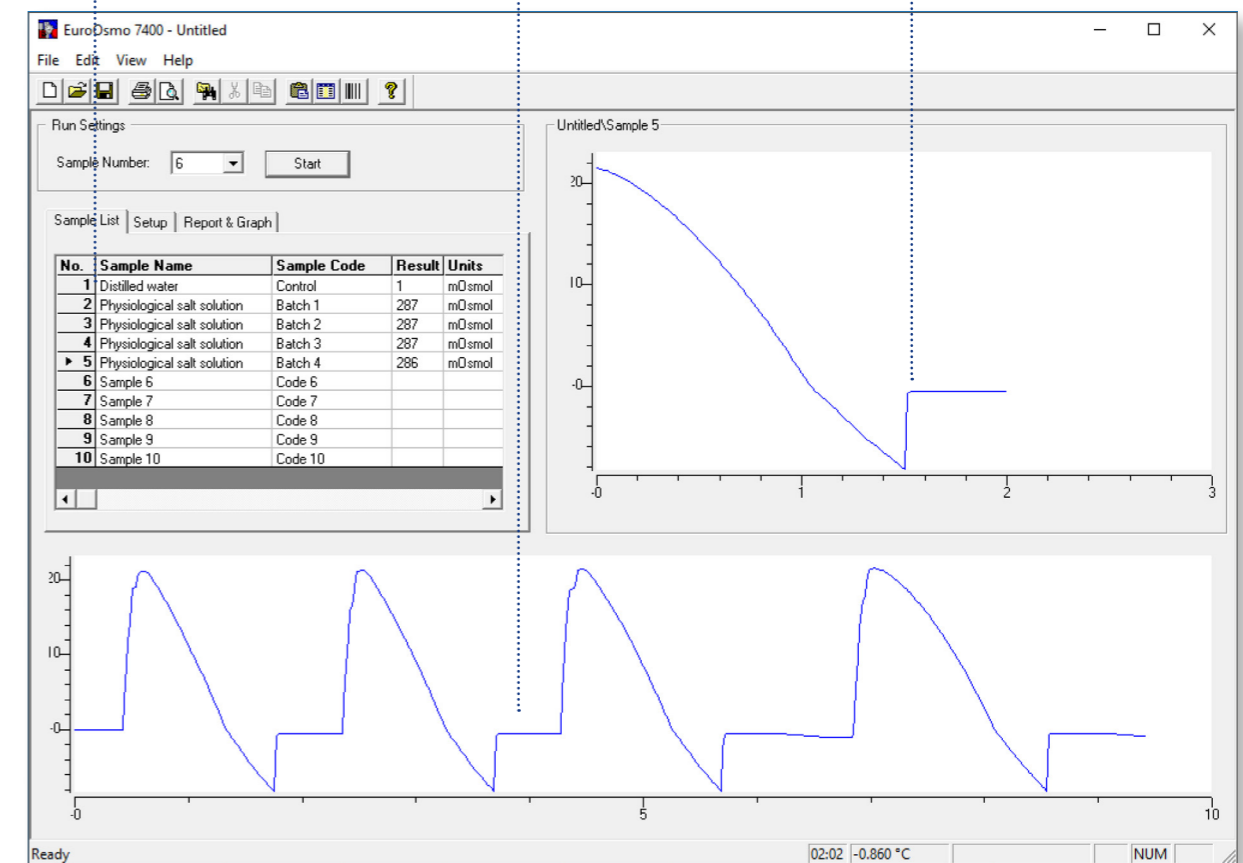 EuroOsmo 7400 - Untitled
File Edit View Help
Run Settings
Sample Number: 6 Start
Sample List Setup Report & Graph
No. Sample Name Sample Code Result Units
1 Distilled water Control 1 mOsmol
2 Physiological salt solution Batch 1 287 mOsmol
3 Physiological salt solution Batch 2 287 mOsmol
4 Physiological salt solution Batch 3 287 mOsmol
5 Physiological salt solution Batch 4 286 mOsmol
6 Sample 6 Code 6
7 Sample 7 Code 7
8 Sample 8 Code 8
9 Sample 9 Code 9
10 Sample 10 Code 10
Untitled\Sample 5
20
10
-0
-0 1 2 3
20
10
-0
-0 5 10
Ready 02:02 -0.860 °C NUM